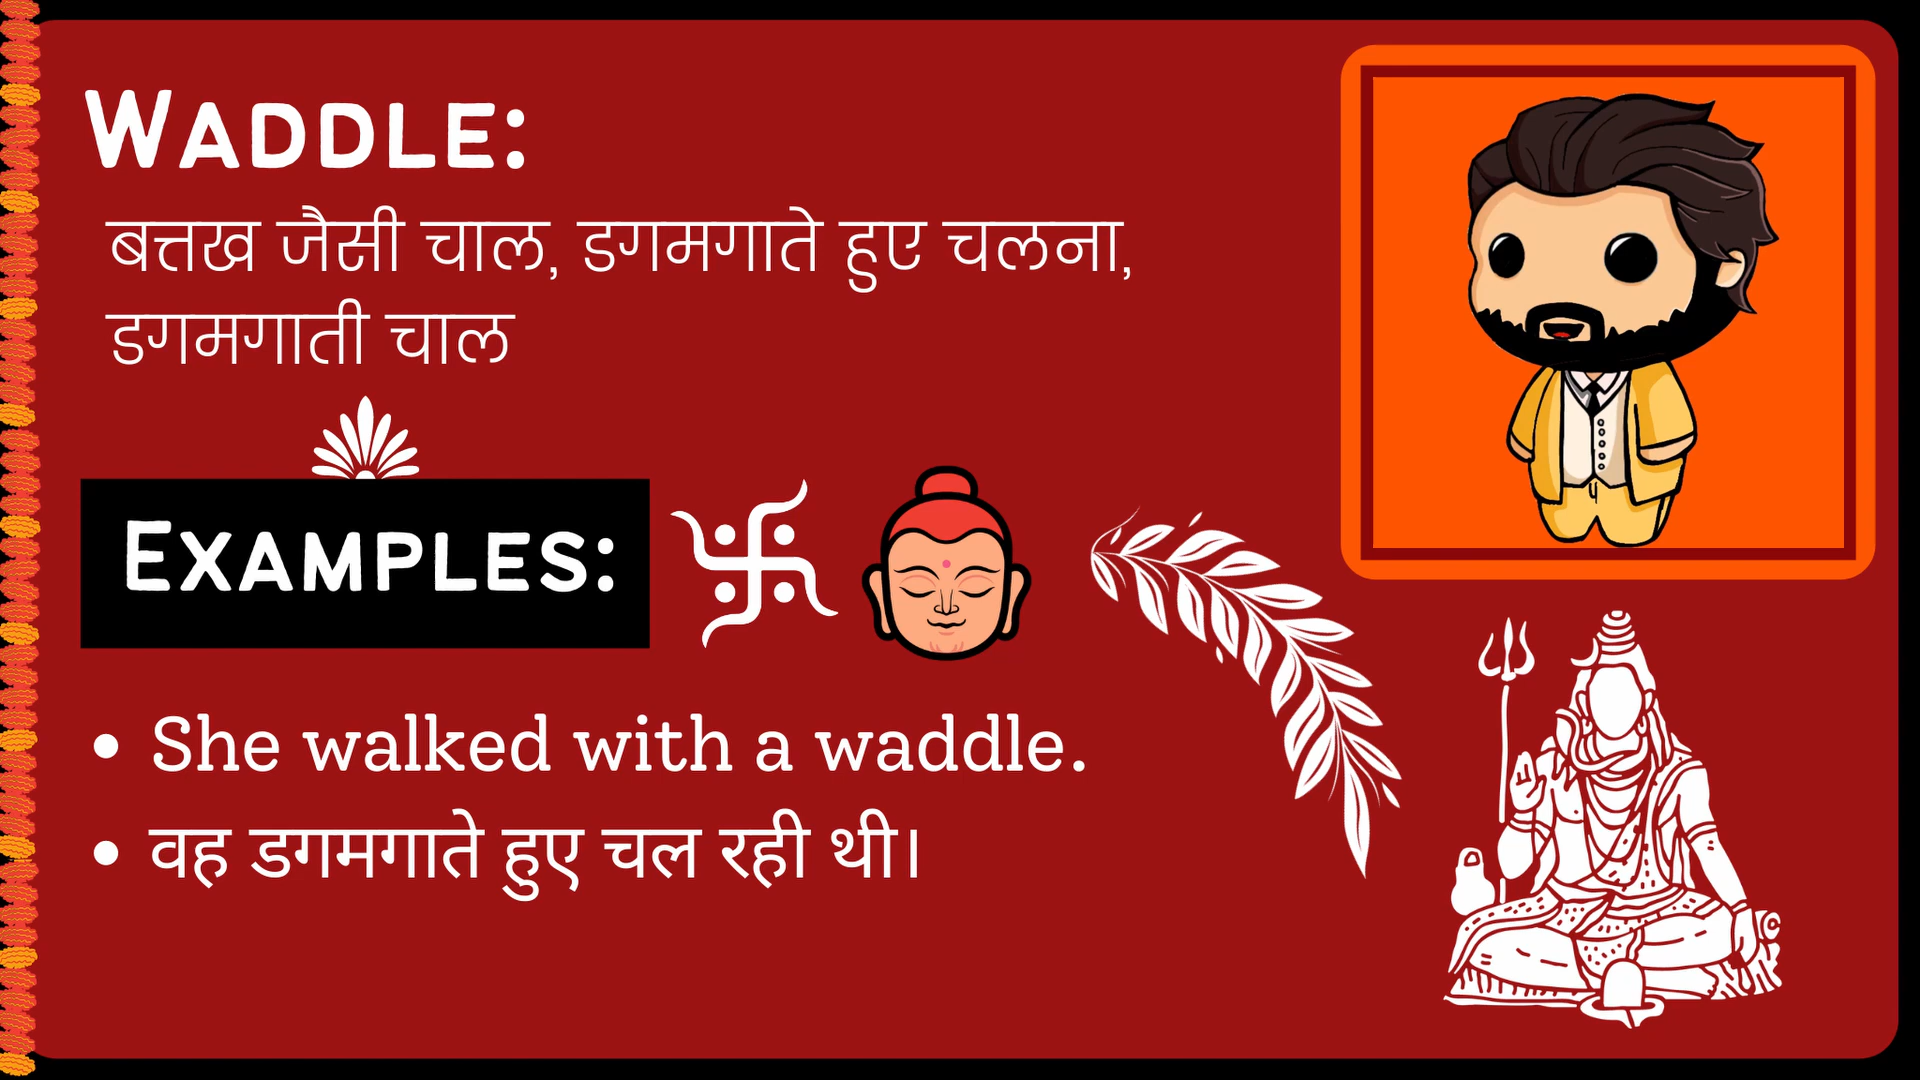 WADDLE:
बत्तख जैसी चाल, डगमगाते हुए चलना,
डगमगाती चाल
EXAMPLES:
• She walked with a waddle.
• वह डगमगाते हुए चल रही थी।